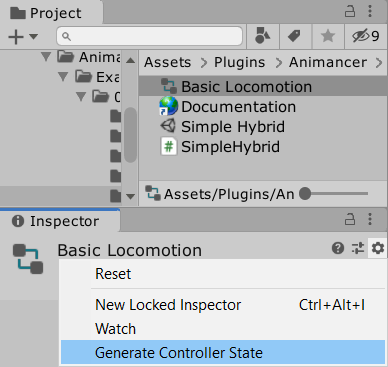 Project
9
Anima
Exa
0
Assets > Plugins > Animancer >
Basic Locomotion
Documentation
Simple Hybrid
# SimpleHybrid
Assets/Plugins/An
Inspector
Basic Locomotion
Reset
New Locked Inspector Ctrl+Alt+I
Watch
Generate Controller State